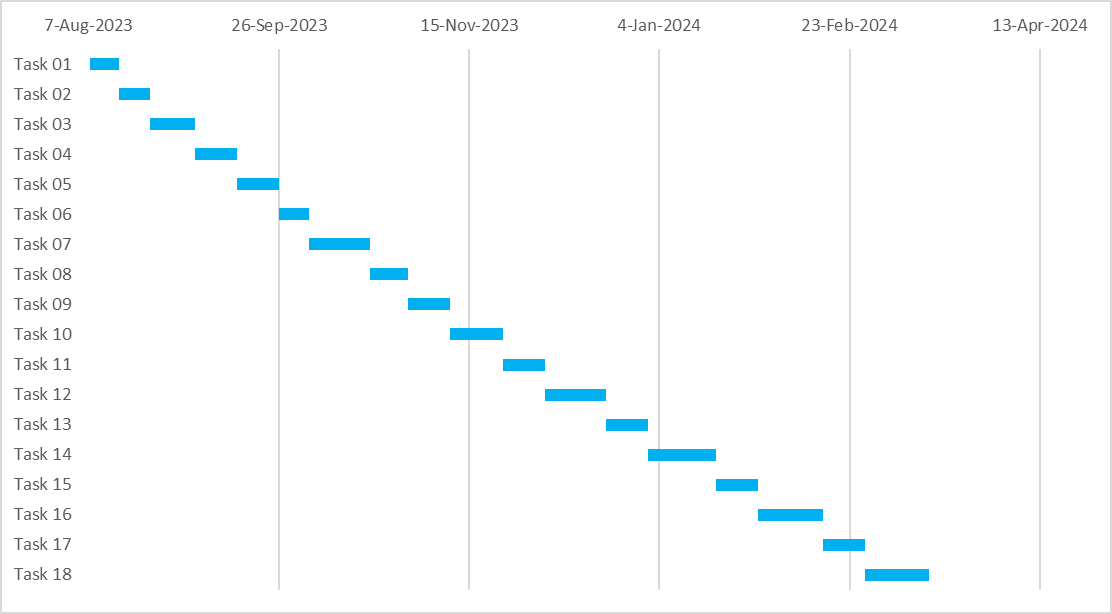 7-Aug-2023 26-Sep-2023 15-Nov-2023 4-Jan-2024 23-Feb-2024 13-Apr-2024
Task 01
Task 02
Task 03
Task 04
Task 05
Task 06
Task 07
Task 08
Task 09
Task 10
Task 11
Task 12
Task 13
Task 14
Task 15
Task 16
Task 17
Task 18